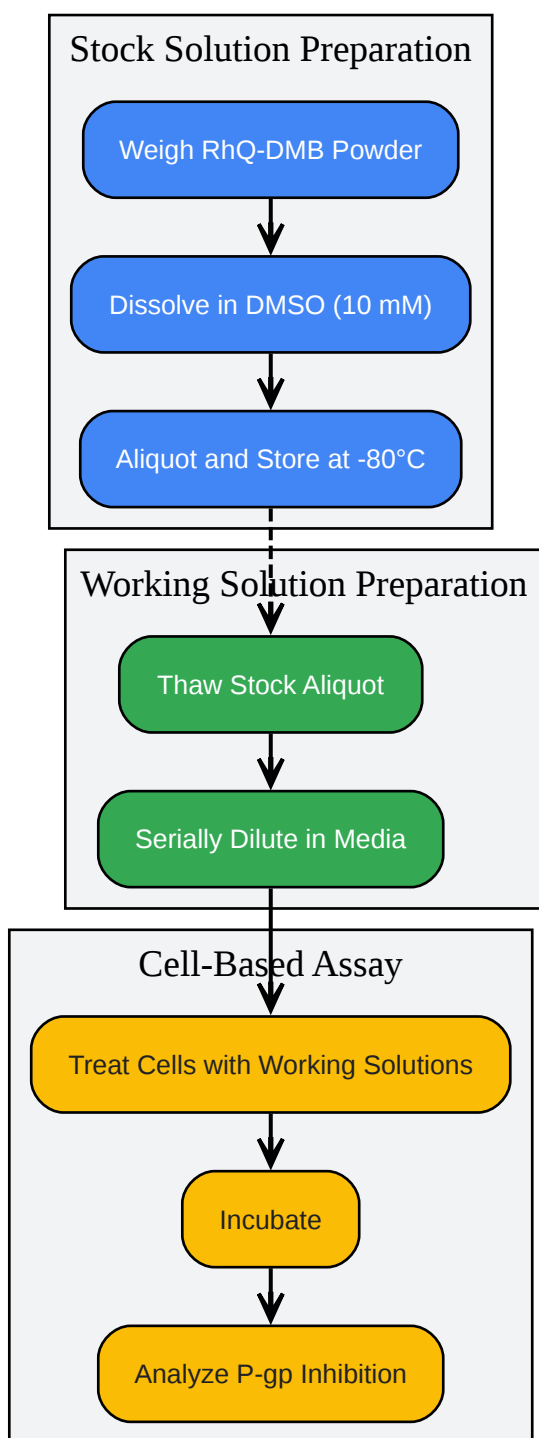 Stock Solution Preparation
Weigh RhQ-DMB Powder
Dissolve in DMSO (10 mM)
Aliquot and Store at -80°C
Working Solution Preparation
Thaw Stock Aliquot
Serially Dilute in Media
Cell-Based Assay
Treat Cells with Working Solutions
Incubate
Analyze P-gp Inhibition